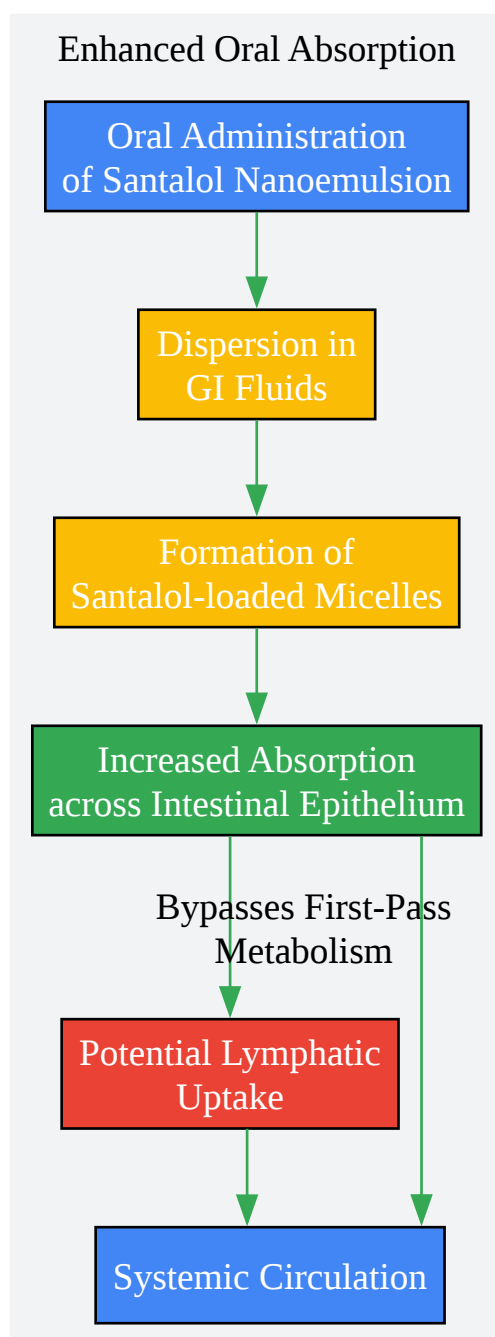 Enhanced Oral Absorption
Oral Administration
of Santalol Nanoemulsion
Dispersion in
GI Fluids
Formation of
Santalol-loaded Micelles
Increased Absorption
across Intestinal Epithelium
Bypasses First-Pass
Metabolism
Potential Lymphatic
Uptake
Systemic Circulation